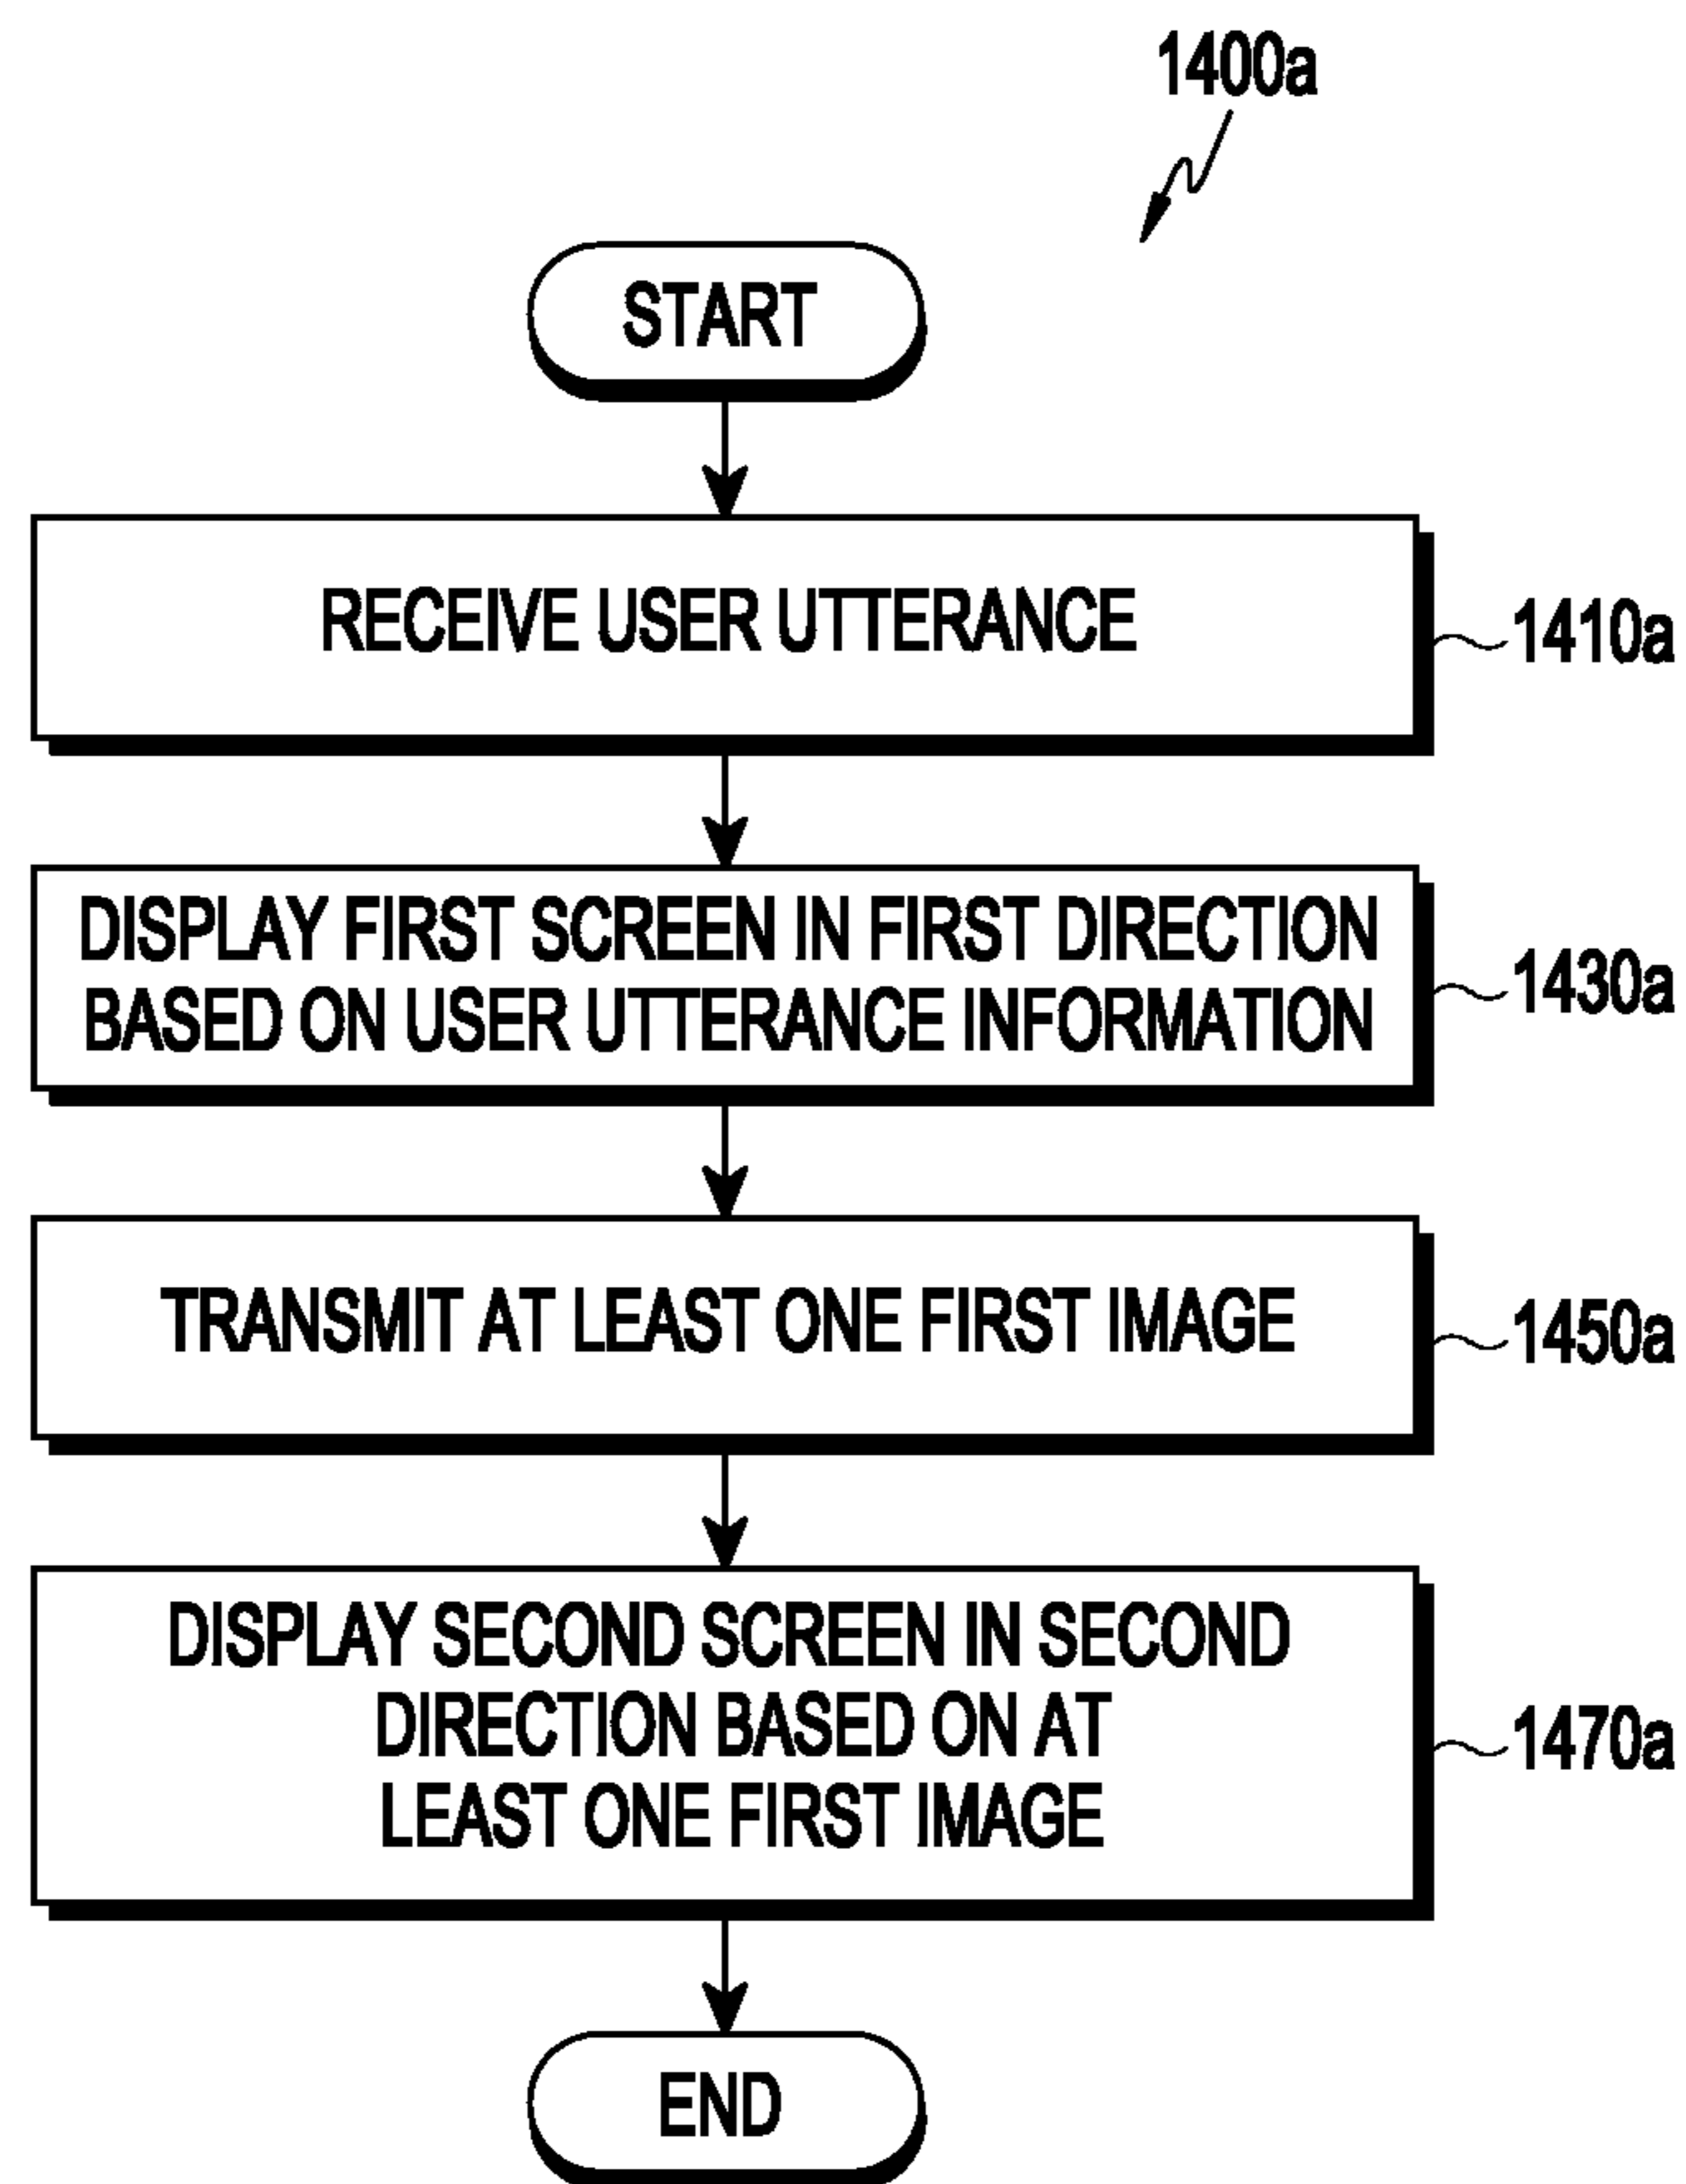 1400a
START
RECEIVE USER UTTERANCE
1410a
DISPLAY FIRST SCREEN IN FIRST DIRECTION
BASED ON USER UTTERANCE INFORMATION
1430a
TRANSMIT AT LEAST ONE FIRST IMAGE
1450a
DISPLAY SECOND SCREEN IN SECOND
DIRECTION BASED ON AT
LEAST ONE FIRST IMAGE
1470a
END